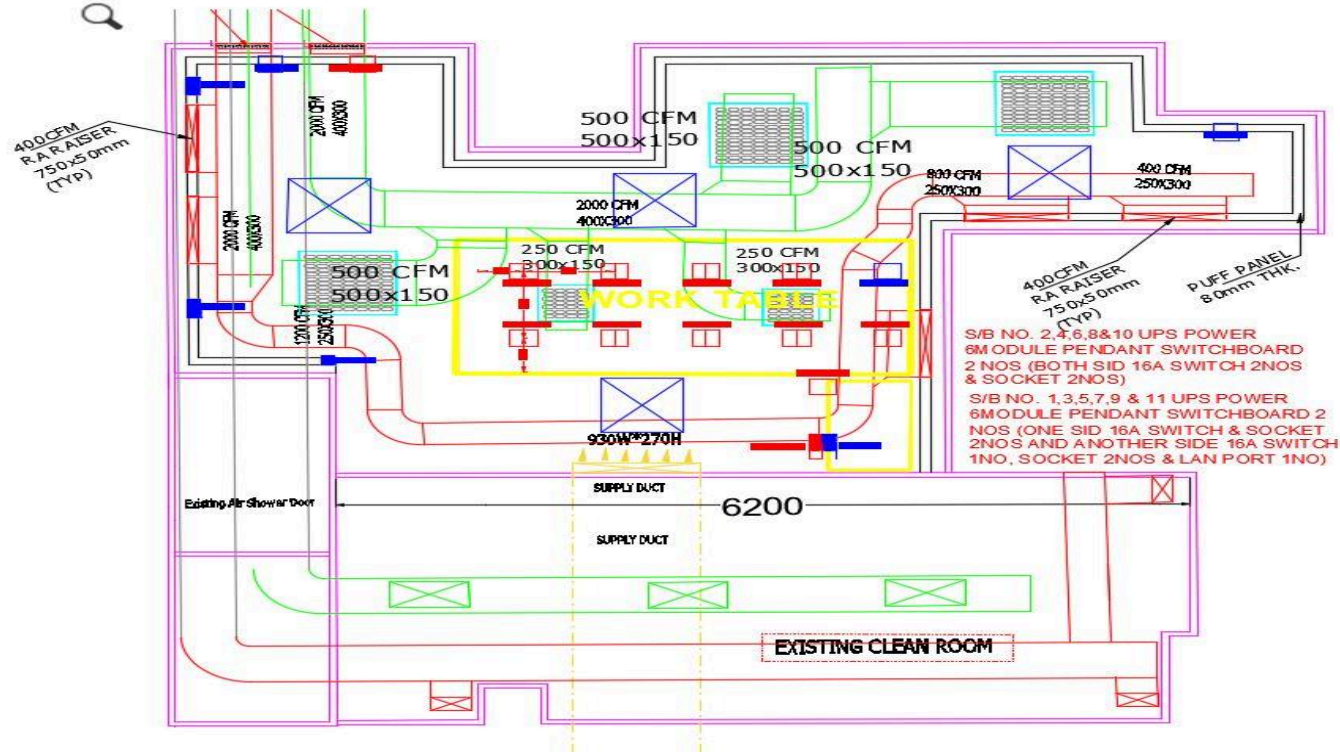 400CFM
RA RAISER
750x50mm
(TYP)
2000 CFM
400X300
2000 CFM
400X300
500 CFM
500x150
500 CFM
500x150
800 CFM
250X300
400 CFM
250X300
2000 CFM
400X300
250 CFM
300x150
250 CFM
300x150
500 CFM
500x150
WORK TABLE
1200 CFM
250X300
400CFM
RA RAISER
750x50mm
(TYP)
PUFF PANEL
80mm THK.
S/B NO. 2,4,6,8&10 UPS POWER
6MODULE PENDANT SWITCHBOARD
2 NOS (BOTH SID 16A SWITCH 2NOS
& SOCKET 2NOS)
S/B NO. 1,3,5,7,9 & 11 UPS POWER
6MODULE PENDANT SWITCHBOARD 2
NOS (ONE SID 16A SWITCH & SOCKET
2NOS AND ANOTHER SIDE 16A SWITCH
1NO, SOCKET 2NOS & LAN PORT 1NO)
930W*270H
SUPPLY DUCT
Existing Air Shower Door
6200
SUPPLY DUCT
EXISTING CLEAN ROOM